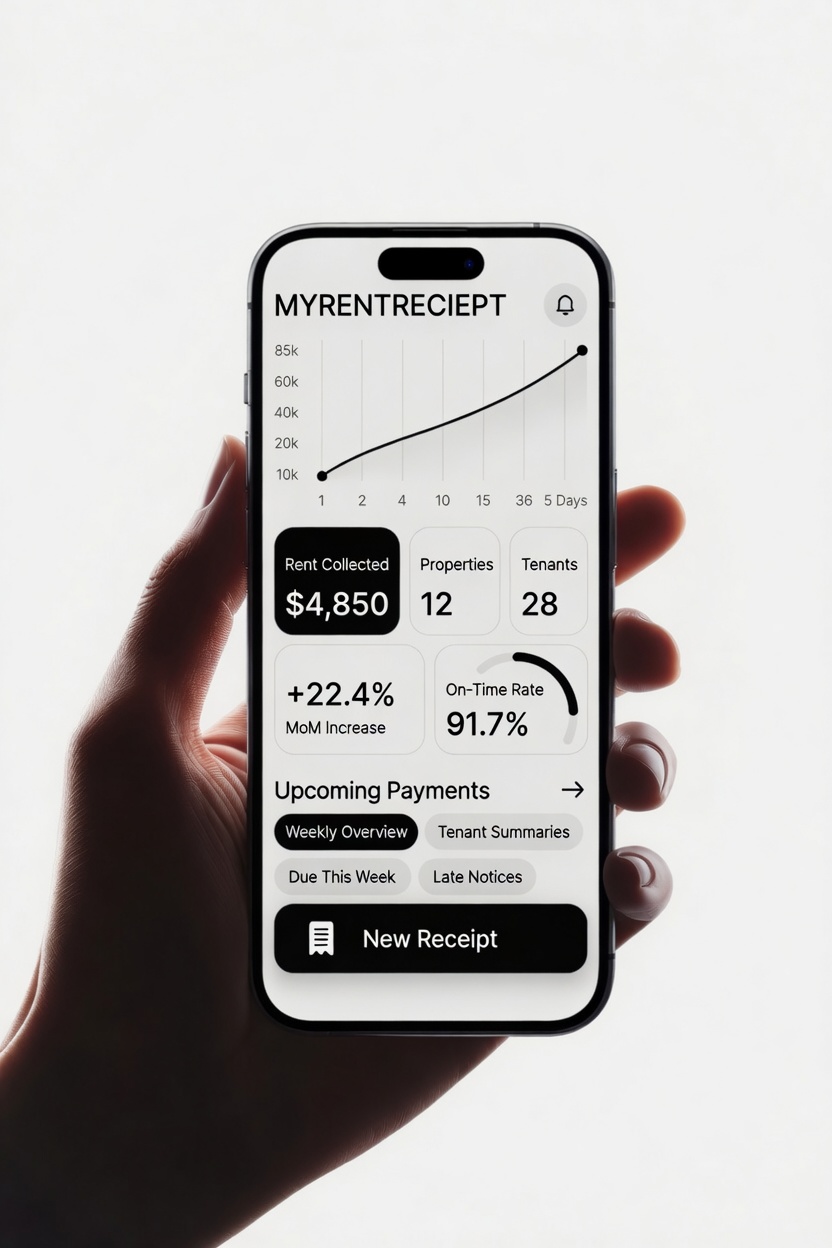 MYRENTRECIEPT
85k
60k
40k
20k
10k
1 2 4 10 15 36 5 Days
Rent Collected
$4,850
Properties
12
Tenants
28
+22.4%
MoM Increase
On-Time Rate
91.7%
Upcoming Payments
Weekly Overview
Tenant Summaries
Due This Week
Late Notices
New Receipt